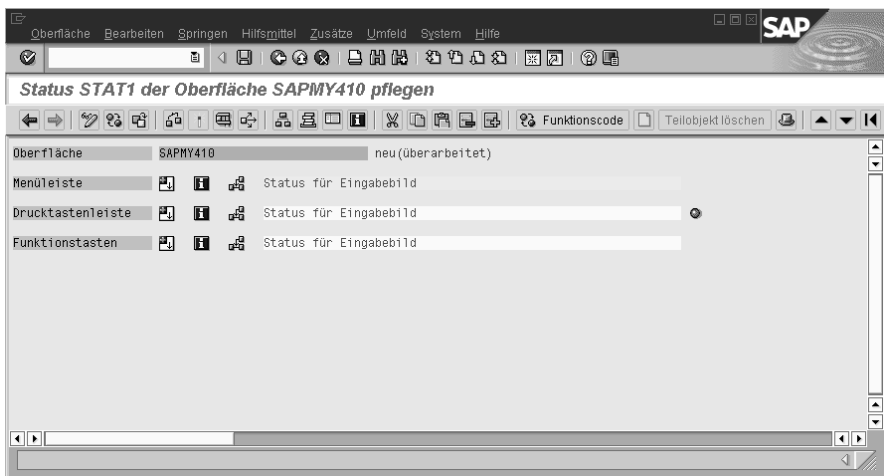 Oberfläche Bearbeiten Springen Hilfsmittel Zusätze Umfeld System Hilfe
SAP
Status STAT1 der Oberfläche SAPMY410 pflegen
Funktionscode Teilobjekt löschen
Oberfläche SAPMY410 neu(überarbeitet)
Menüleiste Status für Eingabebild
Drucktastenleiste Status für Eingabebild
Funktionstasten Status für Eingabebild